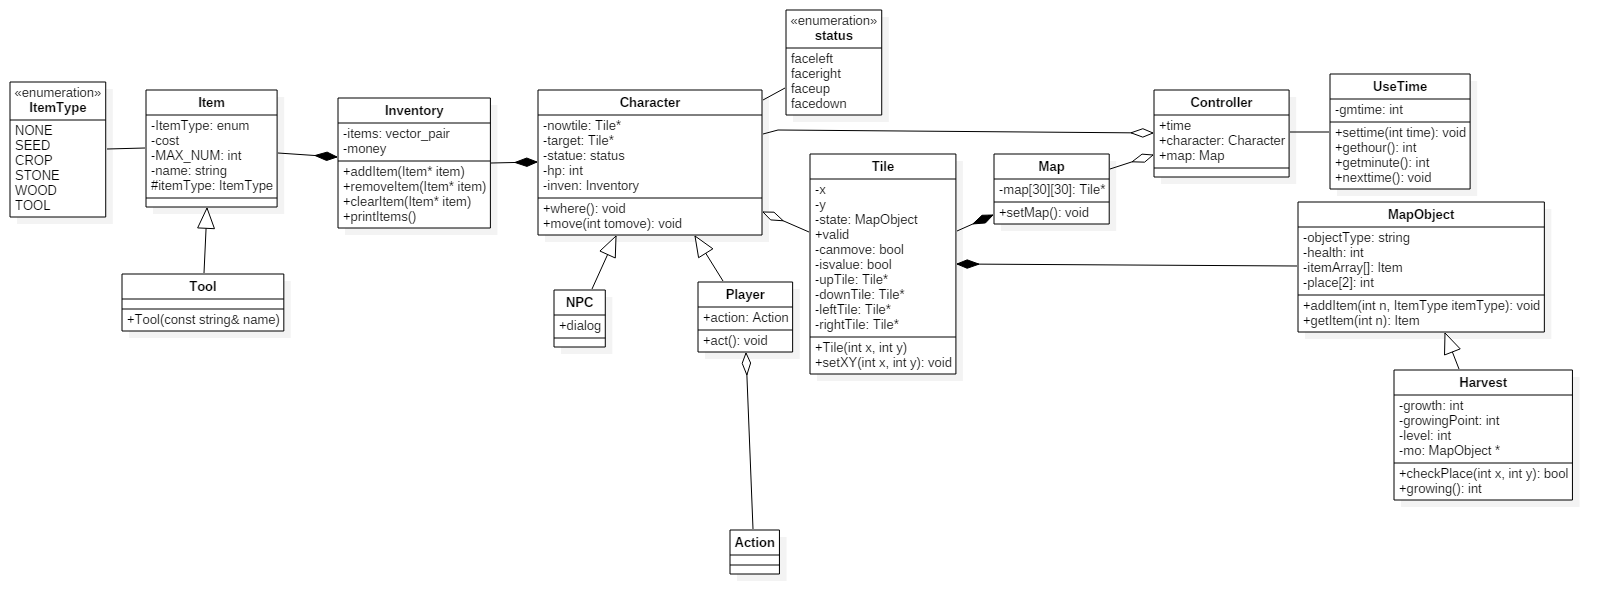 «enumeration»
ItemType
NONE
SEED
CROP
STONE
WOOD
TOOL
Item
-ItemType: enum
-cost
-MAX_NUM: int
-name: string
#itemType: ItemType
Tool
+Tool(const string& name)
Inventory
-items: vector_pair
-money
+addItem(Item* item)
+removeItem(Item* item)
+clearItem(Item* item)
+printItems()
Character
-nowtile: Tile*
-target: Tile*
-statue: status
-hp: int
-inven: Inventory
+where(): void
+move(int tomove): void
«enumeration»
status
faceleft
faceright
faceup
facedown
NPC
+dialog
Player
+action: Action
+act(): void
Action
Tile
-x
-y
-state: MapObject
+valid
-canmove: bool
-isvalue: bool
-upTile: Tile*
-downTile: Tile*
-leftTile: Tile*
-rightTile: Tile*
+Tile(int x, int y)
+setXY(int x, int y): void
Map
-map[30][30]: Tile*
+setMap(): void
Controller
+time
+character: Character
+map: Map
UseTime
-gmtime: int
+settime(int time): void
+gethour(): int
+getminute(): int
+nexttime(): void
MapObject
-objectType: string
-health: int
-itemArray[]: Item
-place[2]: int
+addItem(int n, ItemType itemType): void
+getItem(int n): Item
Harvest
-growth: int
-growingPoint: int
-level: int
-mo: MapObject *
+checkPlace(int x, int y): bool
+growing(): int